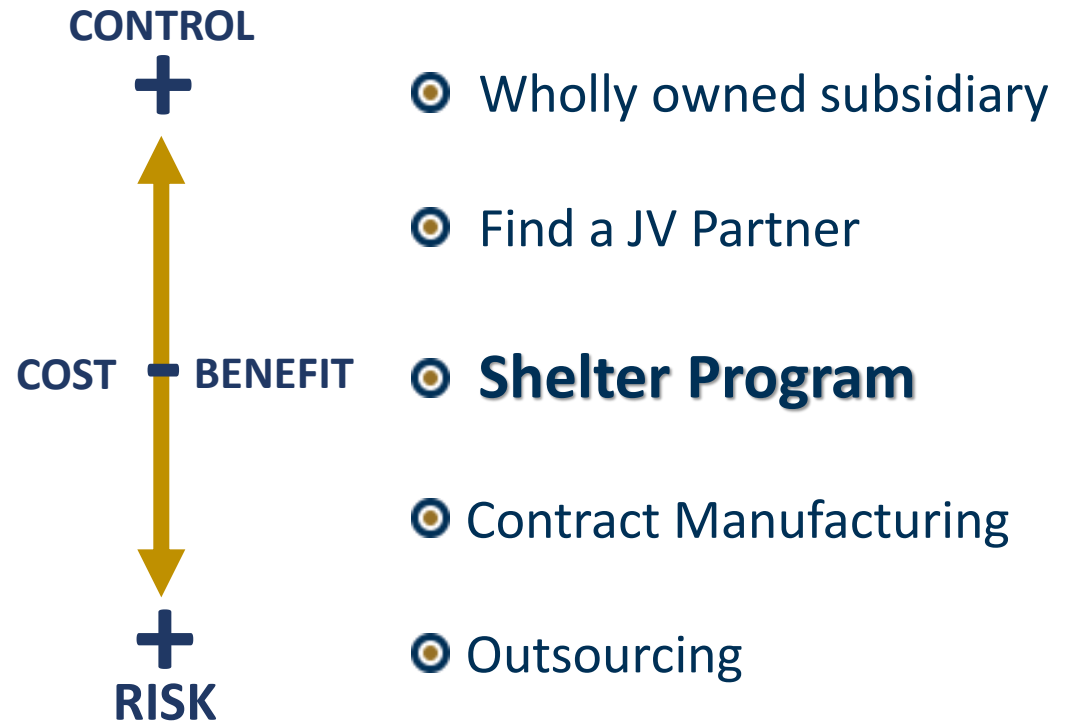 CONTROL
+
Wholly owned subsidiary
Find a JV Partner
COST - BENEFIT
Shelter Program
Contract Manufacturing
+
RISK
Outsourcing